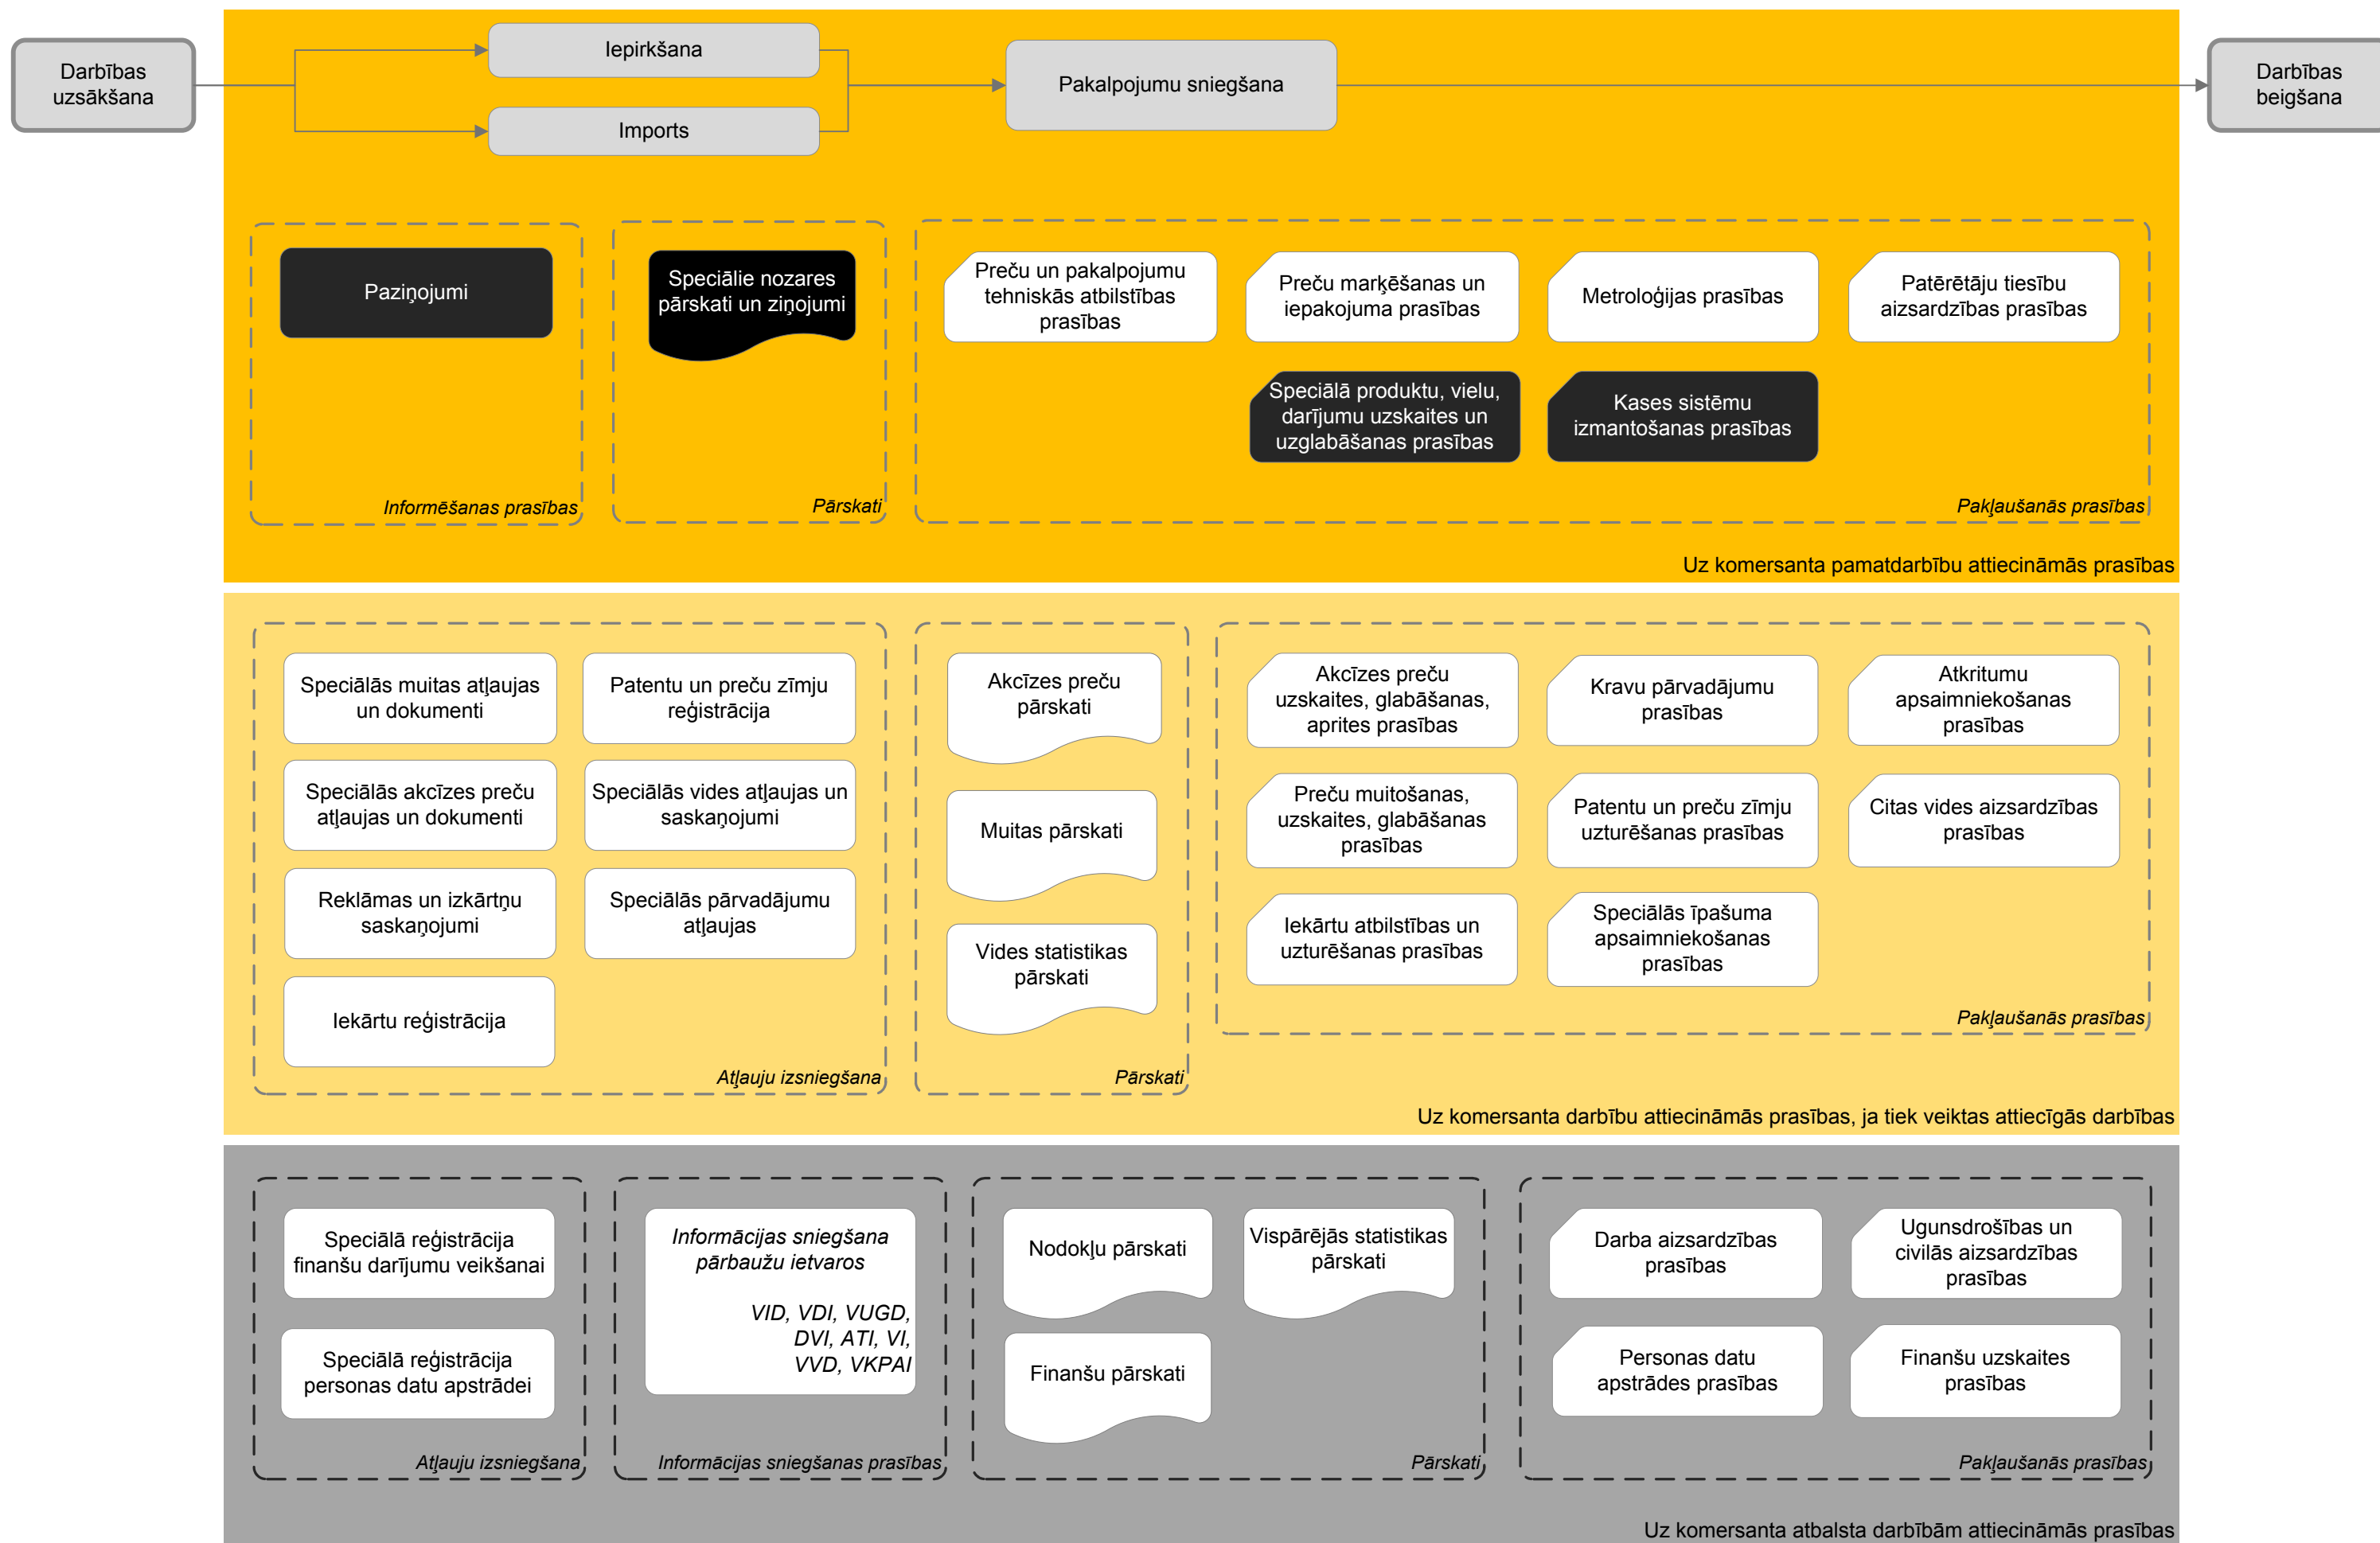 Darbības
uzsākšana
Iepirkšana
Imports
Pakalpojumu sniegšana
Darbības
beigšana
Paziņojumi
Informēšanas prasības
Speciālie nozares
pārskati un ziņojumi
Pārskati
Preču un pakalpojumu
tehniskās atbilstības
prasības
Preču marķēšanas un
iepakojuma prasības
Metroloģijas prasības
Patērētāju tiesību
aizsardzības prasības
Speciālā produktu, vielu,
darījumu uzskaites un
uzglabāšanas prasības
Kases sistēmu
izmantošanas prasības
Pakļaušanās prasības
Uz komersanta pamatdarbību attiecināmās prasības
Speciālās muitas atļaujas
un dokumenti
Patentu un preču zīmju
reģistrācija
Speciālās akcīzes preču
atļaujas un dokumenti
Speciālās vides atļaujas un
saskaņojumi
Reklāmas un izkārtņu
saskaņojumi
Speciālās pārvadājumu
atļaujas
Iekārtu reģistrācija
Atļauju izsniegšana
Akcīzes preču
pārskati
Muitas pārskati
Vides statistikas
pārskati
Pārskati
Akcīzes preču
uzskaites, glabāšanas,
aprites prasības
Kravu pārvadājumu
prasības
Atkritumu
apsaimniekošanas
prasības
Preču muitošanas,
uzskaites, glabāšanas
prasības
Patentu un preču zīmju
uzturēšanas prasības
Citas vides aizsardzības
prasības
Iekārtu atbilstības un
uzturēšanas prasības
Speciālās īpašuma
apsaimniekošanas
prasības
Pakļaušanās prasības
Uz komersanta darbību attiecināmās prasības, ja tiek veiktas attiecīgās darbības
Speciālā reģistrācija
finanšu darījumu veikšanai
Speciālā reģistrācija
personas datu apstrādei
Atļauju izsniegšana
Informācijas sniegšana
pārbaužu ietvaros
VID, VDI, VUGD,
DVI, ATI, VI,
VVD, VKPAI
Informācijas sniegšanas prasības
Nodokļu pārskati
Vispārējās statistikas
pārskati
Finanšu pārskati
Pārskati
Darba aizsardzības
prasības
Ugunsdrošības un
civilās aizsardzības
prasības
Personas datu
apstrādes prasības
Finanšu uzskaites
prasības
Pakļaušanās prasības
Uz komersanta atbalsta darbībām attiecināmās prasības